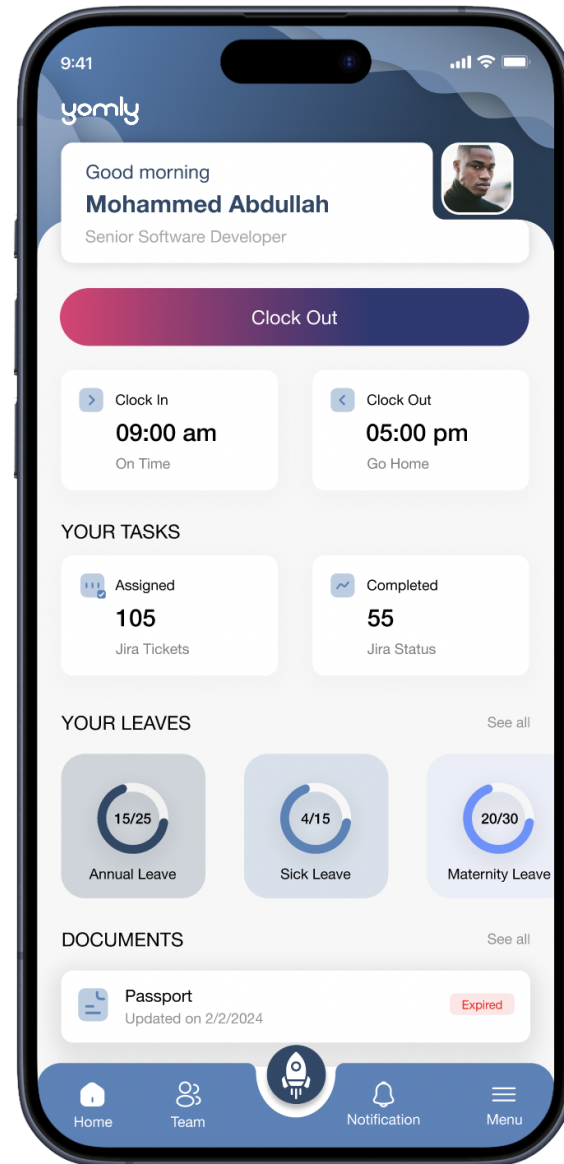 9:41
yomly
Good morning
Mohammed Abdullah
Senior Software Developer
Clock Out
Clock In
09:00 am
On Time
Clock Out
05:00 pm
Go Home
YOUR TASKS
Assigned
105
Jira Tickets
Completed
55
Jira Status
YOUR LEAVES
See all
15/25
Annual Leave
4/15
Sick Leave
20/30
Maternity Leave
DOCUMENTS
See all
Passport
Updated on 2/2/2024
Expired
Home
Team
Notification
Menu